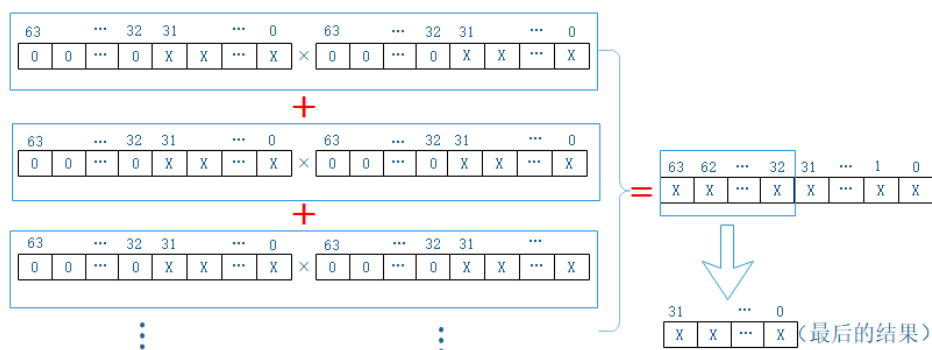 63 ... 32 31 ... 0 63 ... 32 31 ... 0
0 0 ... 0 X X ... X × 0 0 ... 0 X X ... X
+
63 ... 32 31 ... 0 63 ... 32 31 ... 0
0 0 ... 0 X X ... X × 0 0 ... 0 X X ... X
= 63 62 ... 32 31 ... 1 0
X X ... X X ... X X
+
63 ... 32 31 ... 0 63 ... 32 31 ...
0 0 ... 0 X X ... X × 0 0 ... 0 X X ... X
31 ... 0
X X ... X (最后的结果)